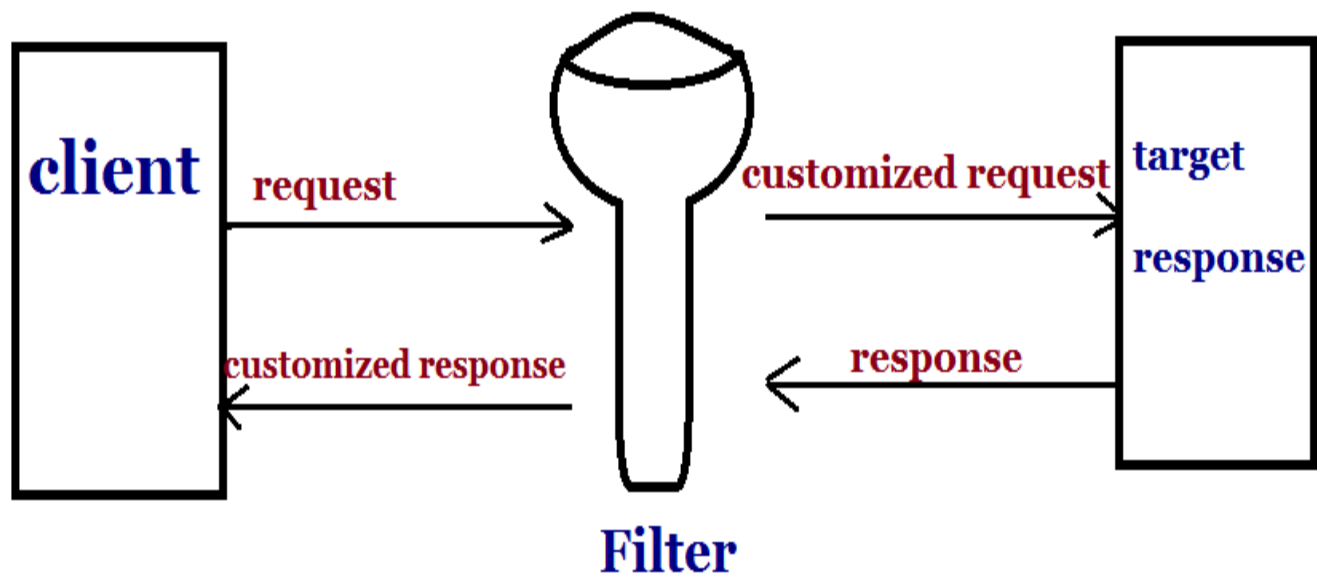 client
request
customized request
target
response
customized response
response
Filter